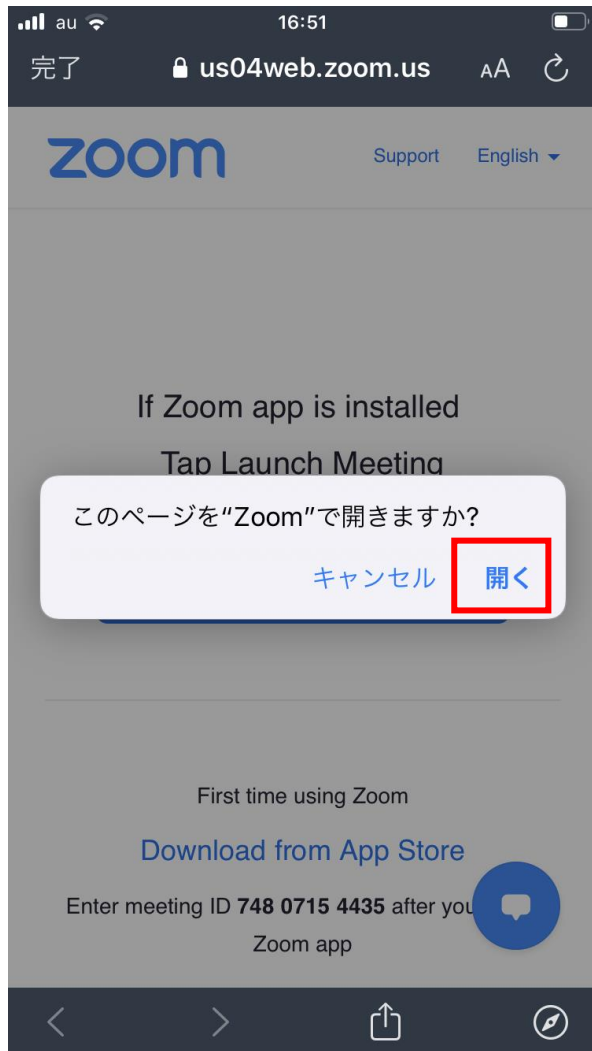 au 16:51
完了 us04web.zoom.us AA
zoom Support English
If Zoom app is installed
Tap Launch Meeting
このページを“Zoom”で開きますか?
キャンセル 開く
First time using Zoom
Download from App Store
Enter meeting ID 748 0715 4435 after you
Zoom app